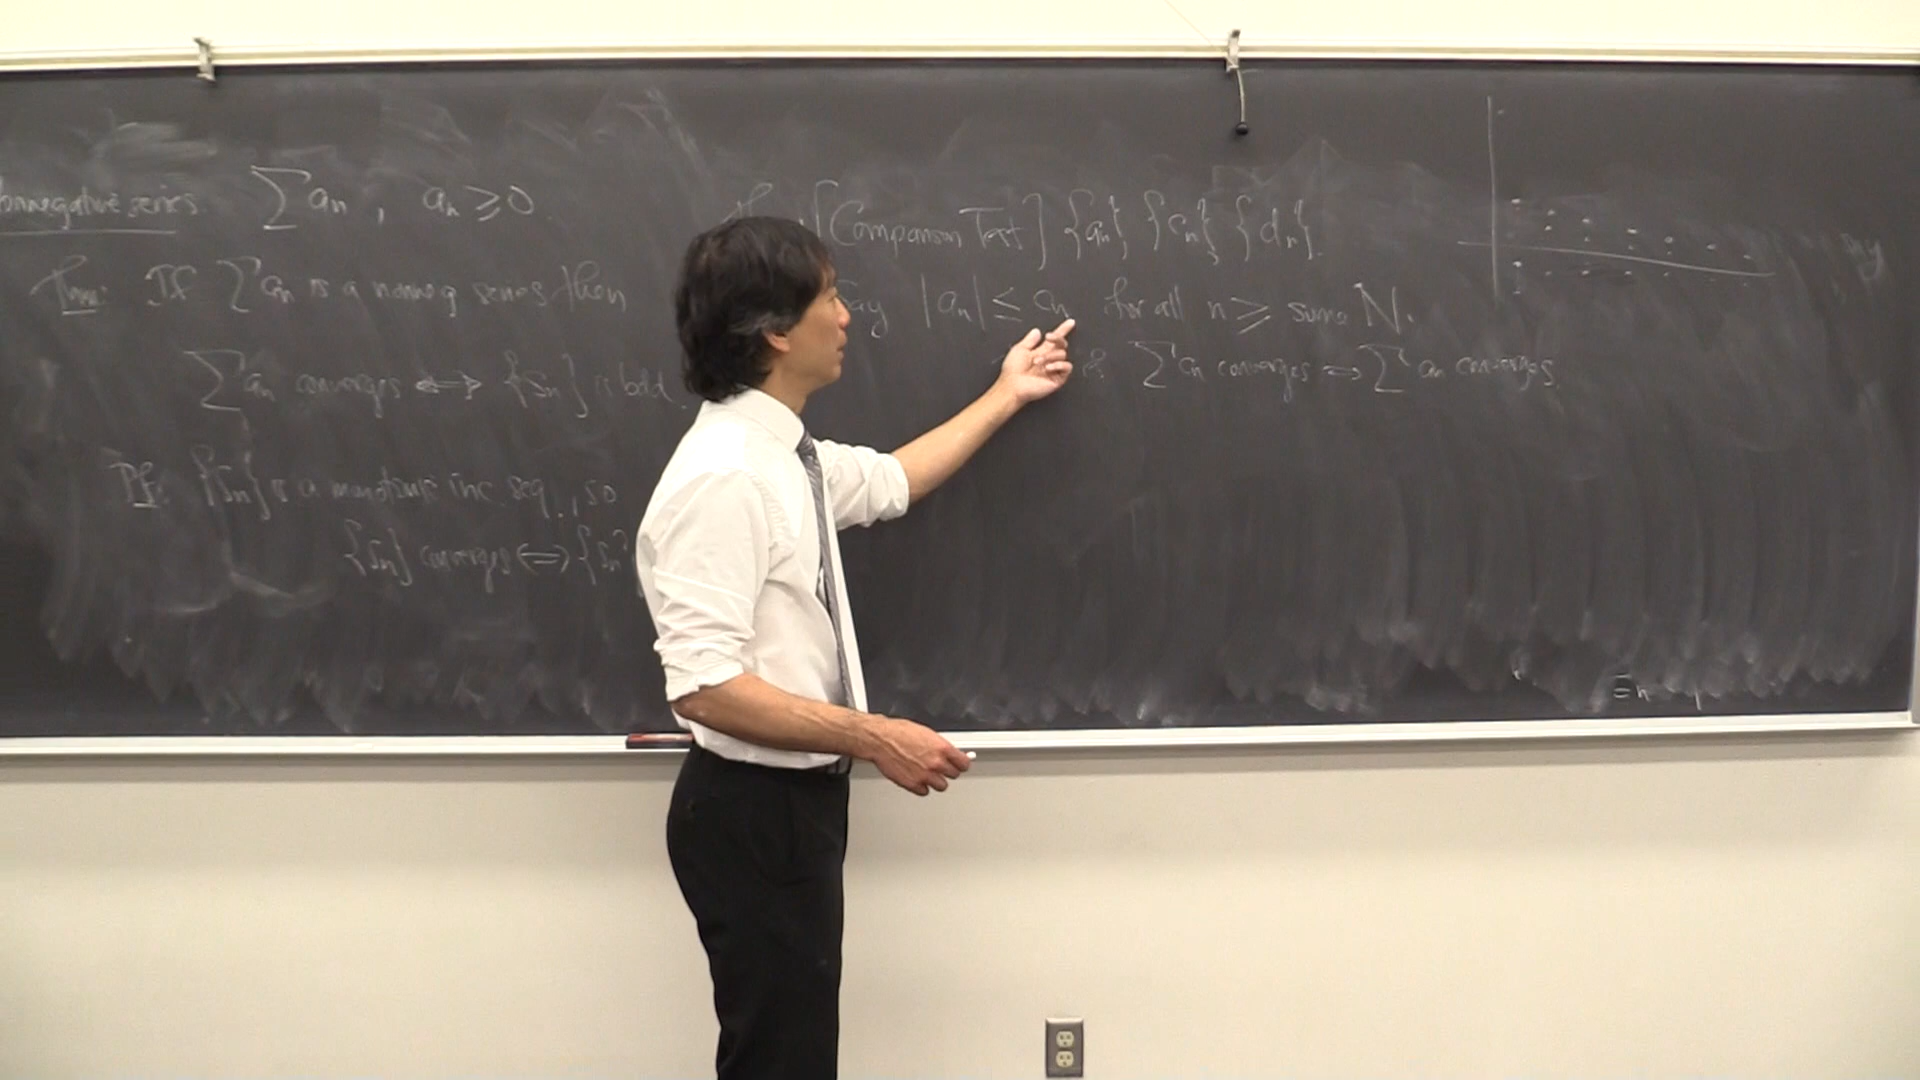 nonnegative series ∑ aₙ , aₙ ≥ 0
Thm: If ∑ aₙ is a nonneg series then
∑ aₙ converges ⟺ {sₙ} is bdd.
Pf: {sₙ} is a monotonic inc seq., so
{sₙ} converges ⟺ {sₙ}
[Comparison Test] {aₙ}, {cₙ}, {dₙ}.
Say |aₙ| ≤ cₙ for all n ≥ some N.
∑ cₙ converges ⟹ ∑ aₙ converges.